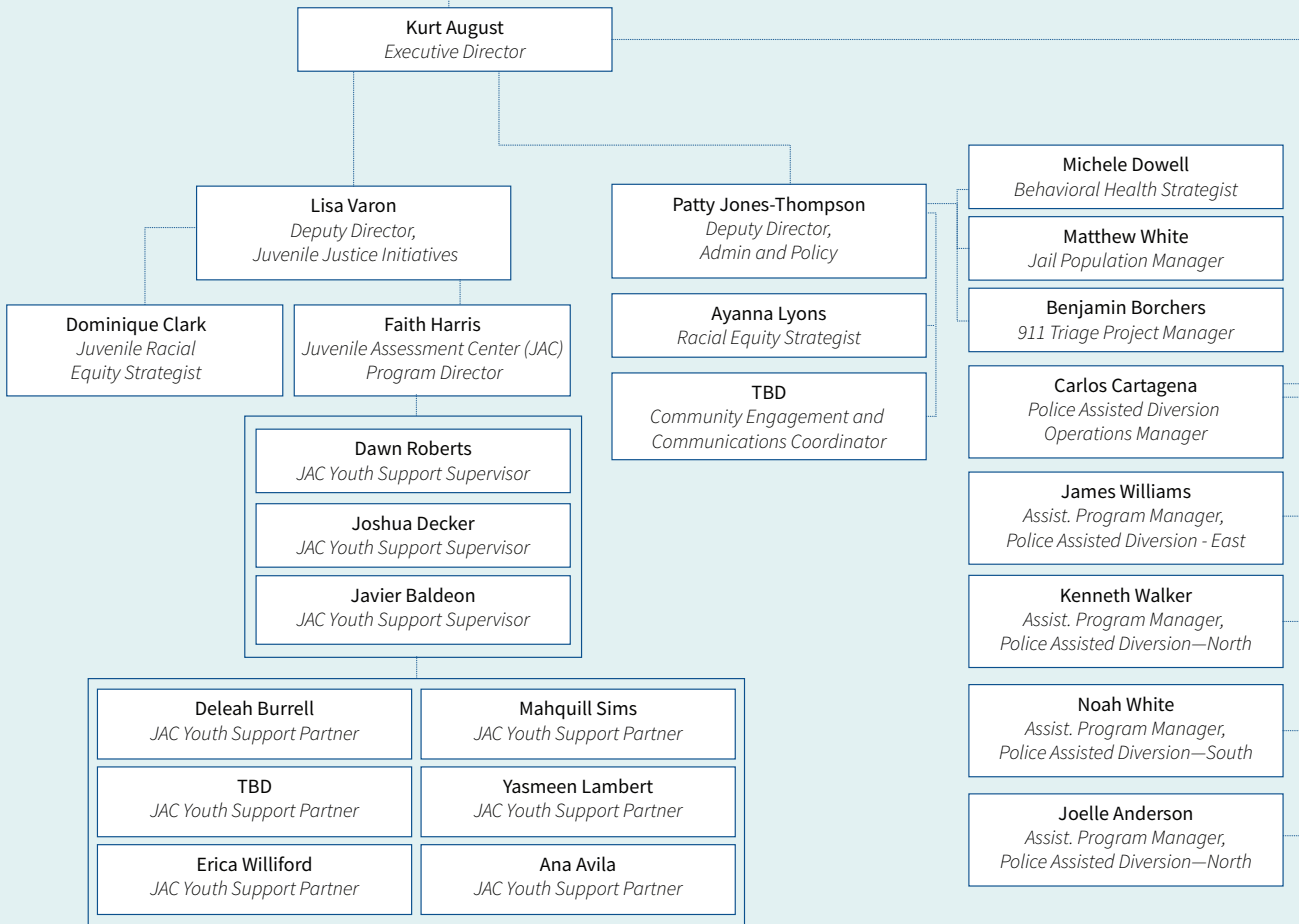 Kurt August
Executive Director
Lisa Varon
Deputy Director,
Juvenile Justice Initiatives
Dominique Clark
Juvenile Racial
Equity Strategist
Faith Harris
Juvenile Assessment Center (JAC)
Program Director
Dawn Roberts
JAC Youth Support Supervisor
Joshua Decker
JAC Youth Support Supervisor
Javier Baldeon
JAC Youth Support Supervisor
Deleah Burrell
JAC Youth Support Partner
Mahquill Sims
JAC Youth Support Partner
TBD
JAC Youth Support Partner
Yasmeen Lambert
JAC Youth Support Partner
Erica Williford
JAC Youth Support Partner
Ana Avila
JAC Youth Support Partner
Patty Jones-Thompson
Deputy Director,
Admin and Policy
Ayanna Lyons
Racial Equity Strategist
TBD
Community Engagement and
Communications Coordinator
Michele Dowell
Behavioral Health Strategist
Matthew White
Jail Population Manager
Benjamin Borchers
911 Triage Project Manager
Carlos Cartagena
Police Assisted Diversion
Operations Manager
James Williams
Assist. Program Manager,
Police Assisted Diversion - East
Kenneth Walker
Assist. Program Manager,
Police Assisted Diversion—North
Noah White
Assist. Program Manager,
Police Assisted Diversion—South
Joelle Anderson
Assist. Program Manager,
Police Assisted Diversion—North